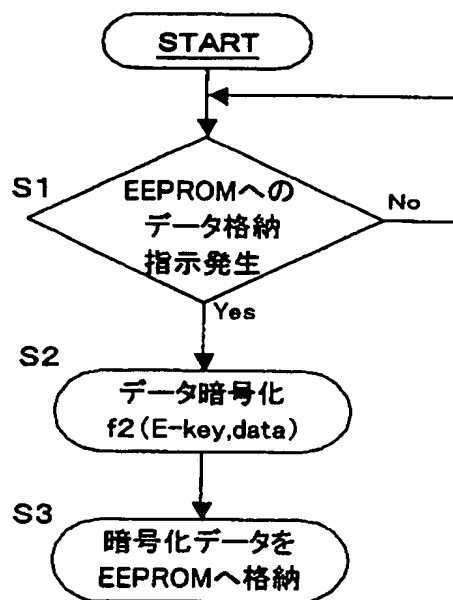 START
S1
EEPROMへの
データ格納
指示発生
No
Yes
S2
データ暗号化
f2(E-key,data)
S3
暗号化データを
EEPROMへ格納